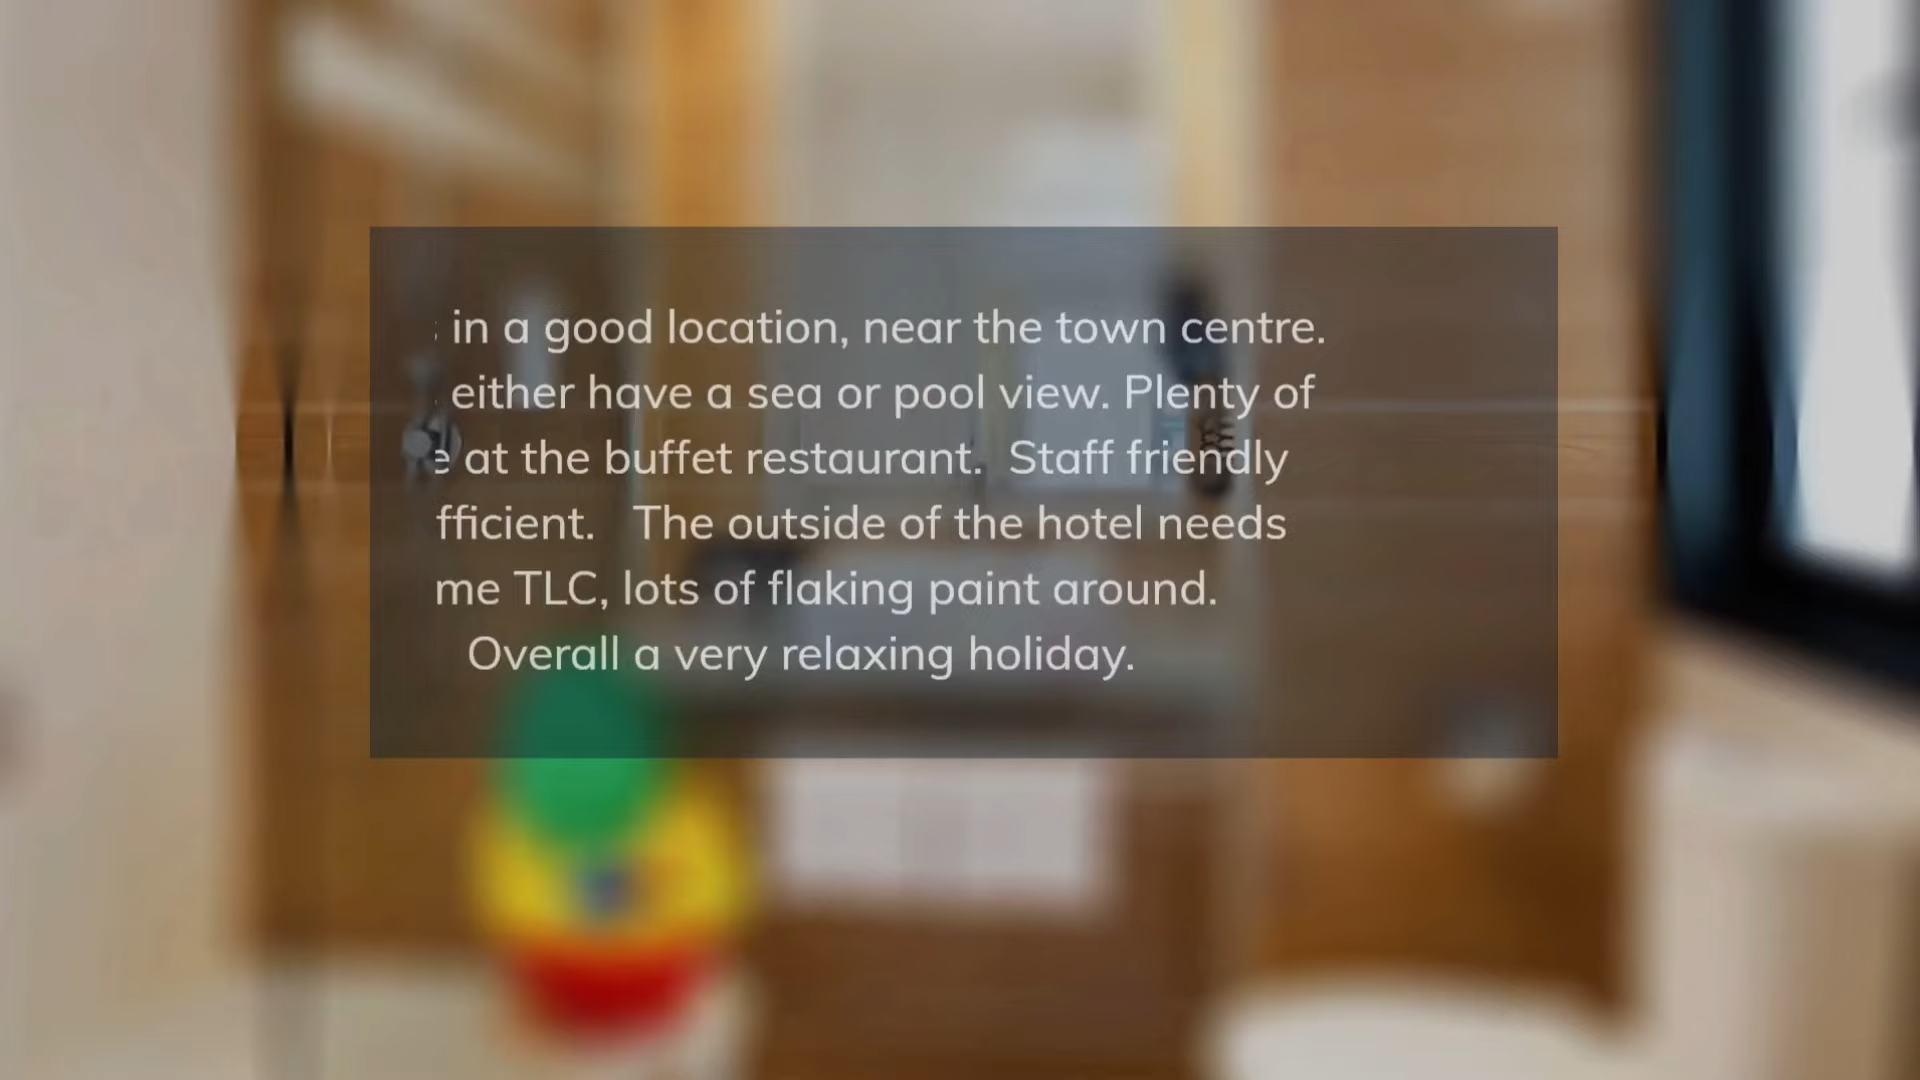 in a good location, near the town centre.
either have a sea or pool view. Plenty of
at the buffet restaurant. Staff friendly
fficient. The outside of the hotel needs
me TLC, lots of flaking paint around.
Overall a very relaxing holiday.